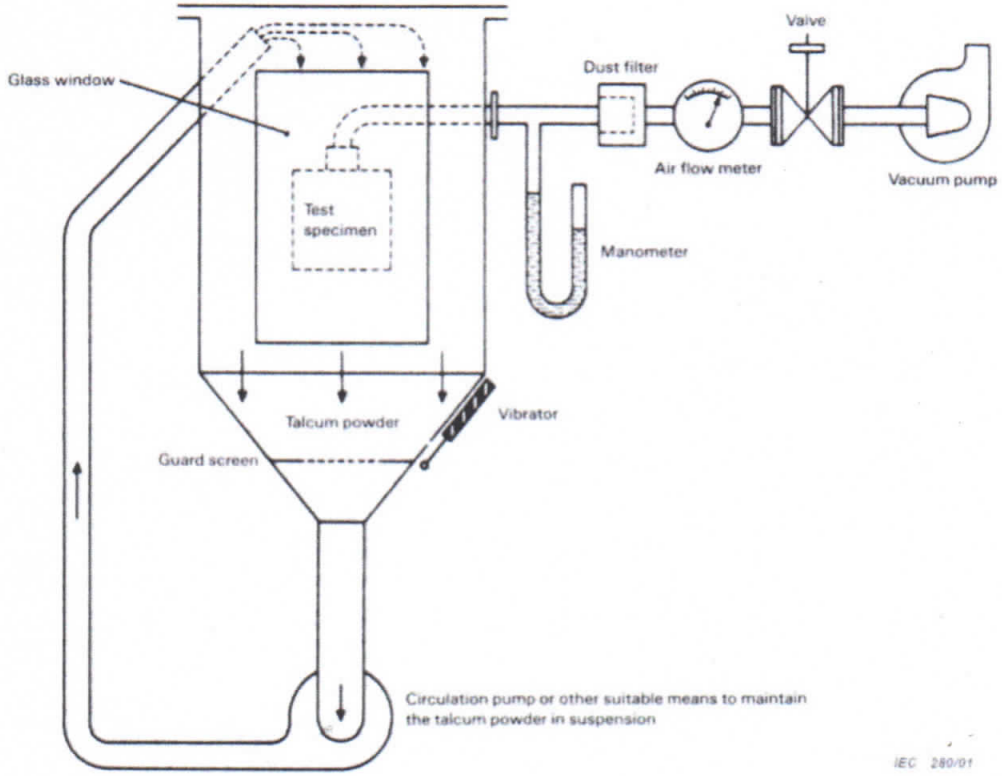 Valve
Glass window
Dust filter
Air flow meter
Vacuum pump
Test
specimen
Manometer
Talcum powder
Vibrator
Guard screen
Circulation pump or other suitable means to maintain
the talcum powder in suspension
IEC 280/01